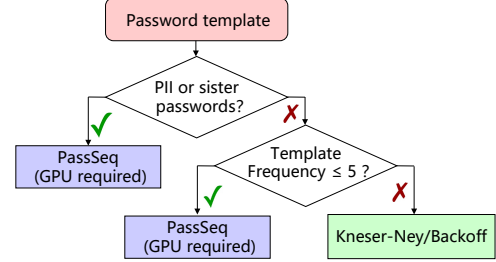 Password template
PII or sister
passwords?
PassSeq
(GPU required)
Template
Frequency ≤ 5 ?
PassSeq
(GPU required)
Kneser-Ney/Backoff